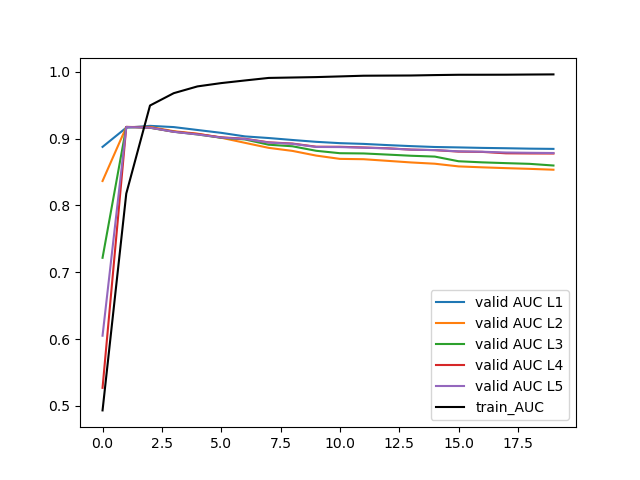 1.0
0.9
0.8
0.7
0.6
0.5
0.0 2.5 5.0 7.5 10.0 12.5 15.0 17.5
valid AUC L1
valid AUC L2
valid AUC L3
valid AUC L4
valid AUC L5
train_AUC